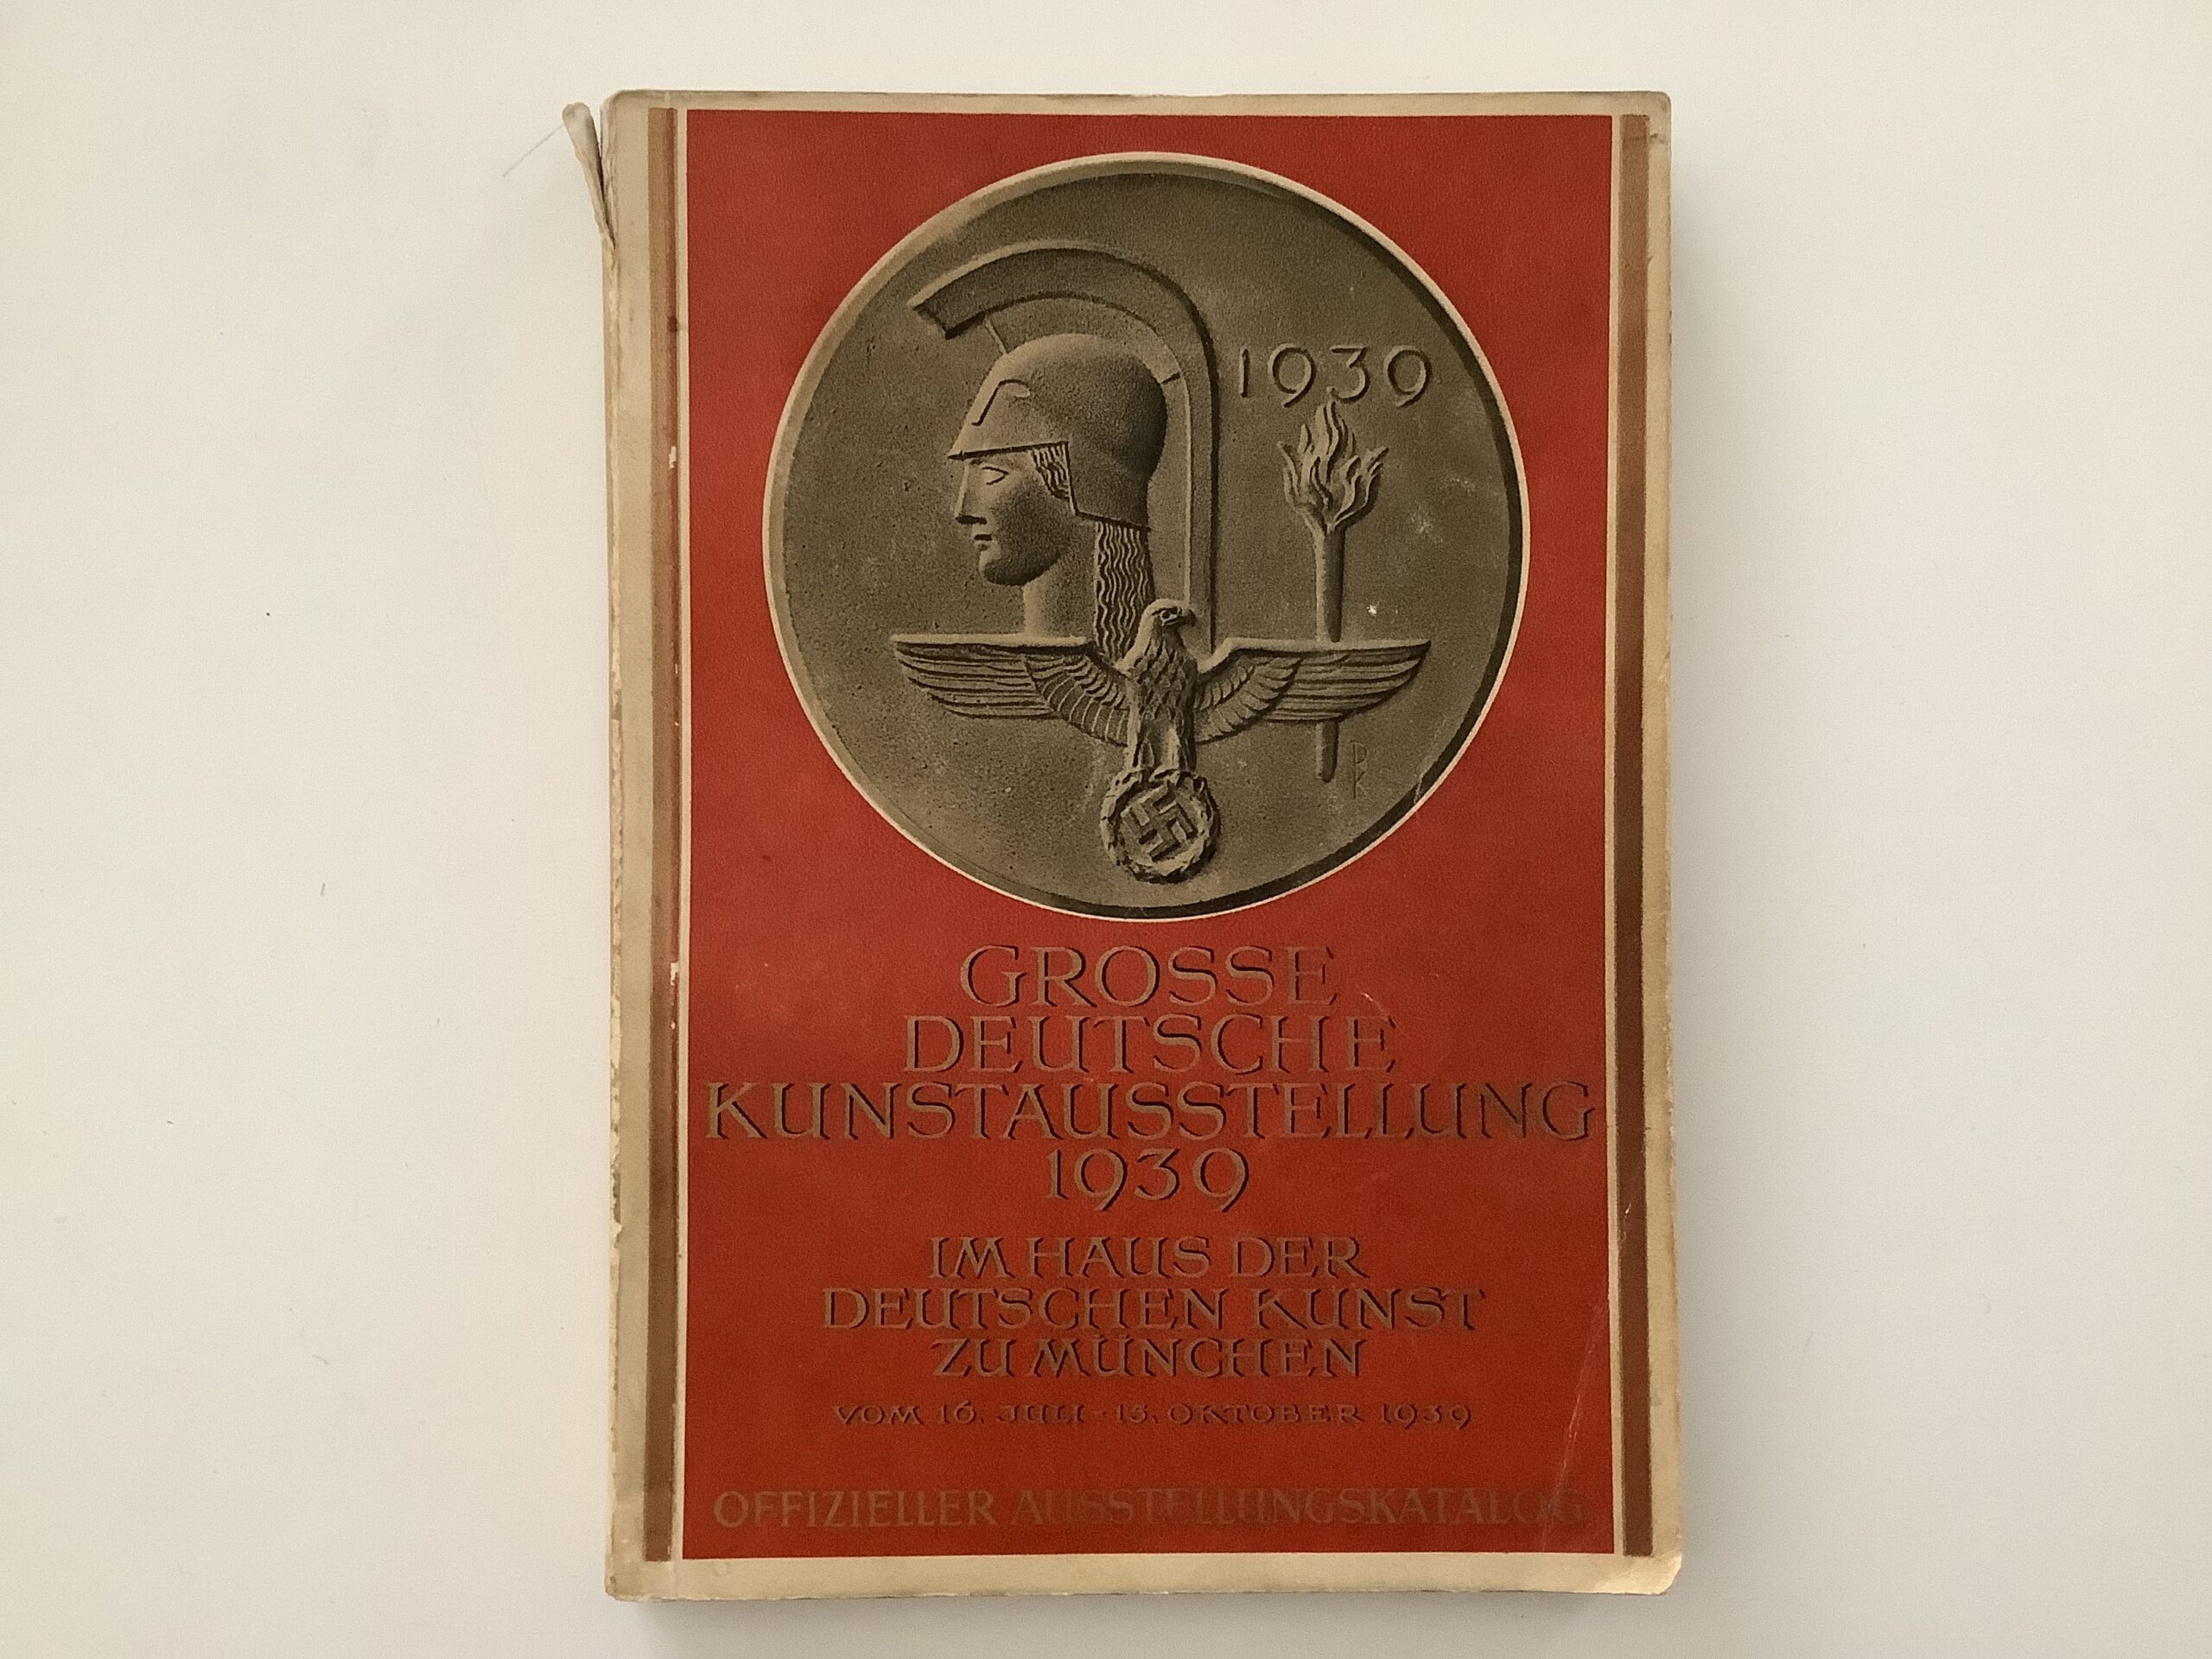 1939
GROSSE
DEUTSCHE
KUNSTAUSSTELLUNG
1939
IM HAUS DER
DEUTSCHEN KUNST
ZU MÜNCHEN
VOM 16. JULI - 15. OKTOBER 1939
OFFIZIELLER AUSSTELLUNGSKATALOG